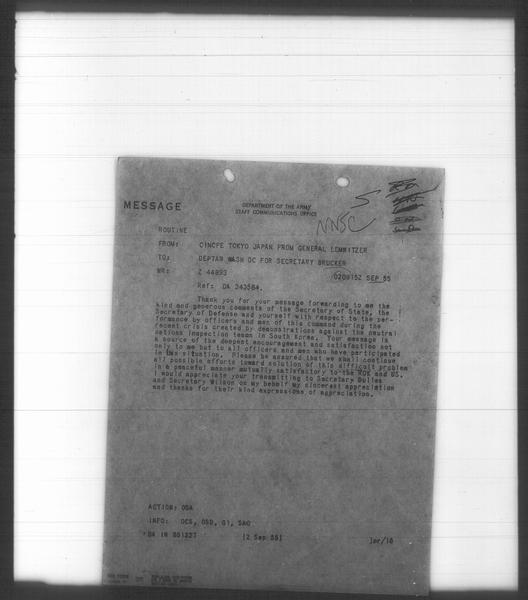 MESSAGE
DEPARTMENT OF THE ARMY
STAFF COMMUNICATIONS OFFICE
S
NNSC
ROUTINE
FROM: CINCFE TOKYO JAPAN FROM GENERAL LEMNITZER
TO: DEPTAR WASH DC FOR SECRETARY BRUCKER
NR: Z 44893 020815Z SEP 55
Ref: DA 243584.
Thank you for your message forwarding to me the
kind and generous comments of the Secretary of State, the
Secretary of Defense and yourself with respect to the per-
formance by officers and men of this command during the
recent crisis created by demonstrations against the neutral
nations inspection teams in South Korea. Your message is
a source of the deepest encouragement and satisfaction not
only to me but to all officers and men who have participated
in this situation. Please be assured that we shall continue
all possible efforts toward solution of this difficult problem
in a peaceful manner mutually satisfactory to the ROK and US.
I would appreciate your transmitting to Secretary Dulles
and Secretary Wilson on my behalf my sincerest appreciation
and thanks for their kind expressions of appreciation.
ACTION: OSA
INFO: OCS, OSD, G1, SAO
DA IN (2 Sep 55) jmr/16